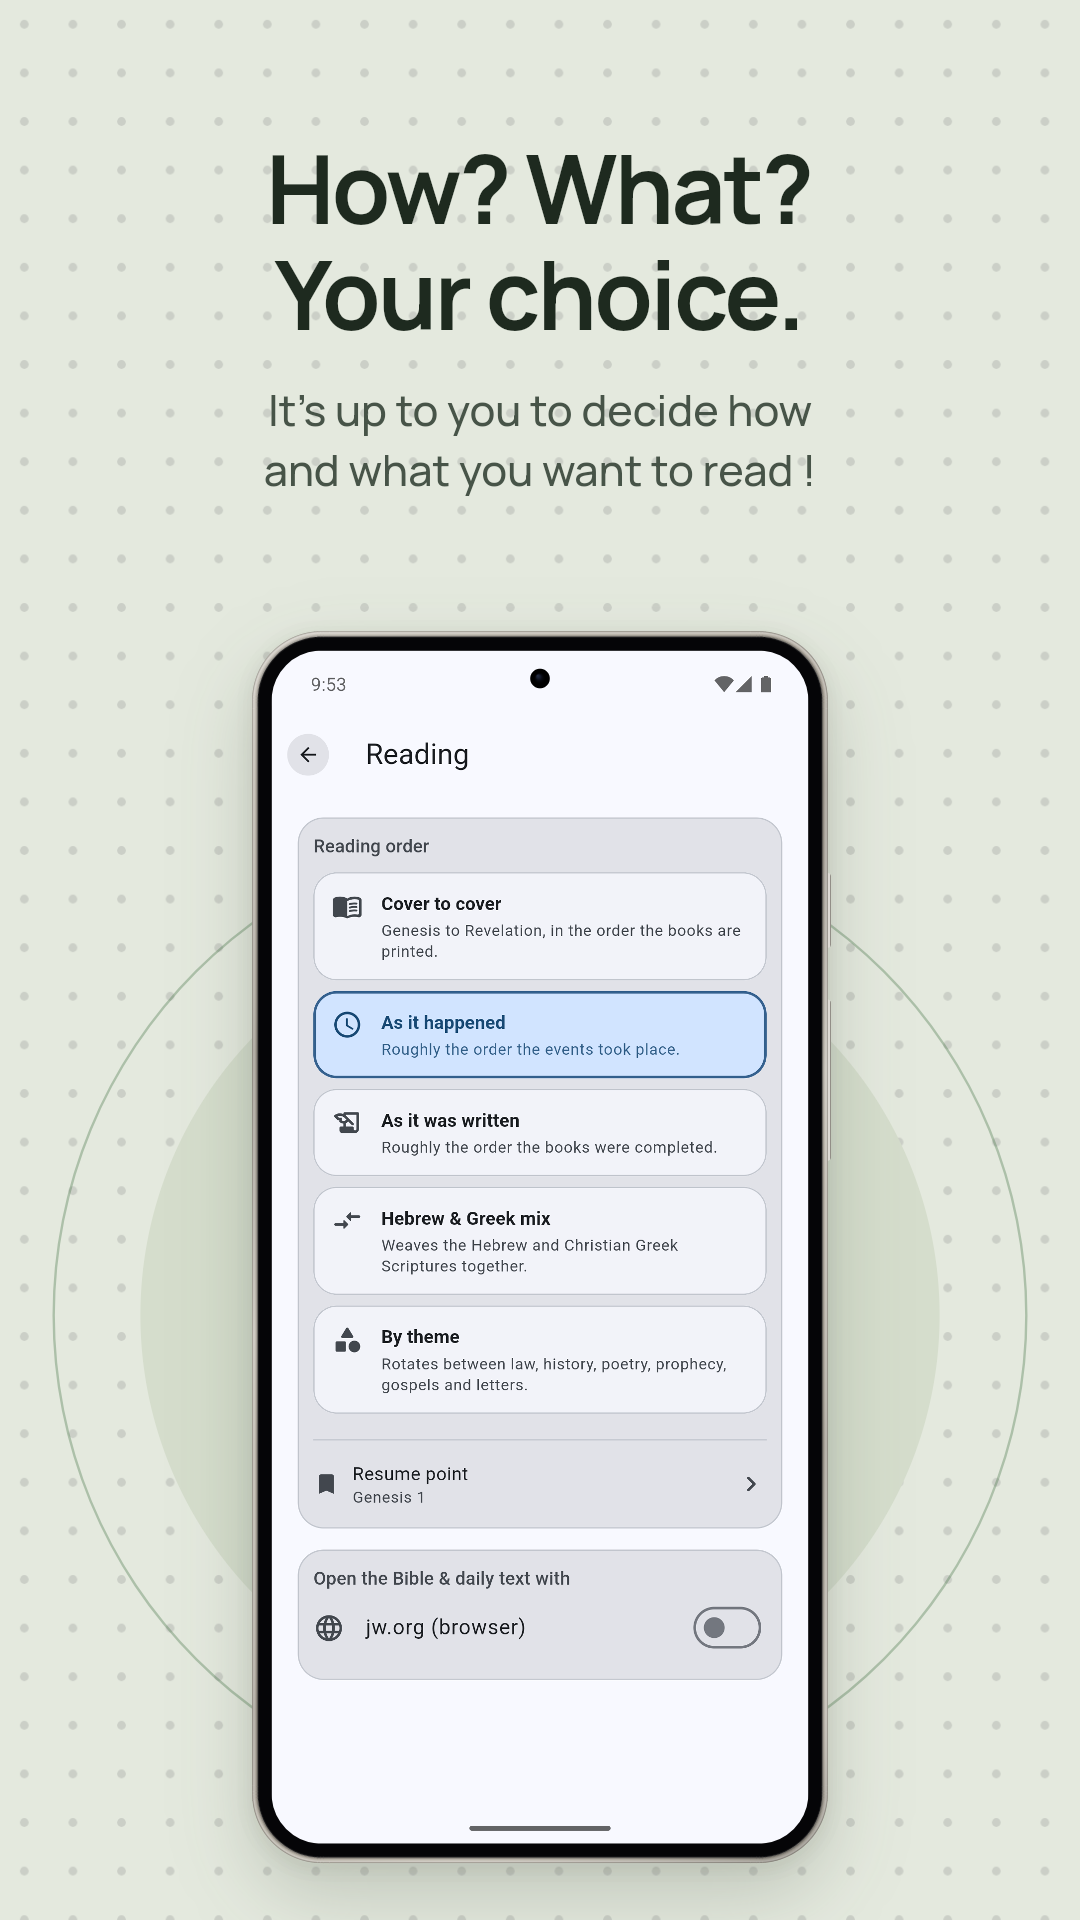 How? What?
Your choice.
It’s up to you to decide how
and what you want to read !
9:53
Reading
Reading order
Cover to cover
Genesis to Revelation, in the order the books are
printed.
As it happened
Roughly the order the events took place.
As it was written
Roughly the order the books were completed.
Hebrew & Greek mix
Weaves the Hebrew and Christian Greek
Scriptures together.
By theme
Rotates between law, history, poetry, prophecy,
gospels and letters.
Resume point
Genesis 1
Open the Bible & daily text with
jw.org (browser)